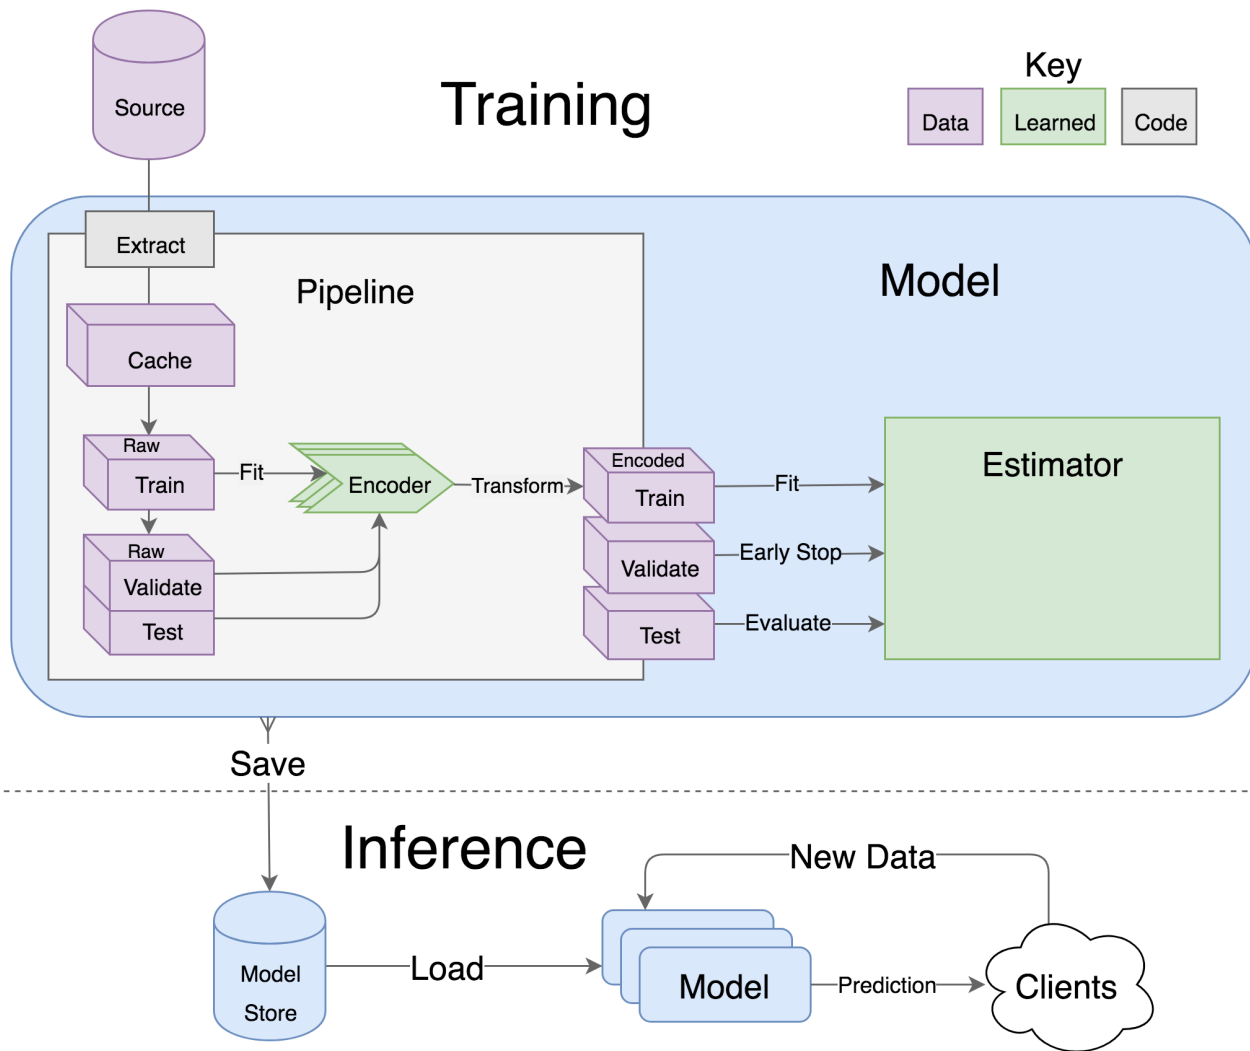 Source
Training
Key
Data
Learned
Code
Extract
Pipeline
Model
Cache
Raw
Train
Fit
Encoder
Transform
Encoded
Train
Fit
Estimator
Raw
Validate
Test
Validate
Early Stop
Test
Evaluate
Save
Inference
New Data
Model
Store
Load
Model
Prediction
Clients